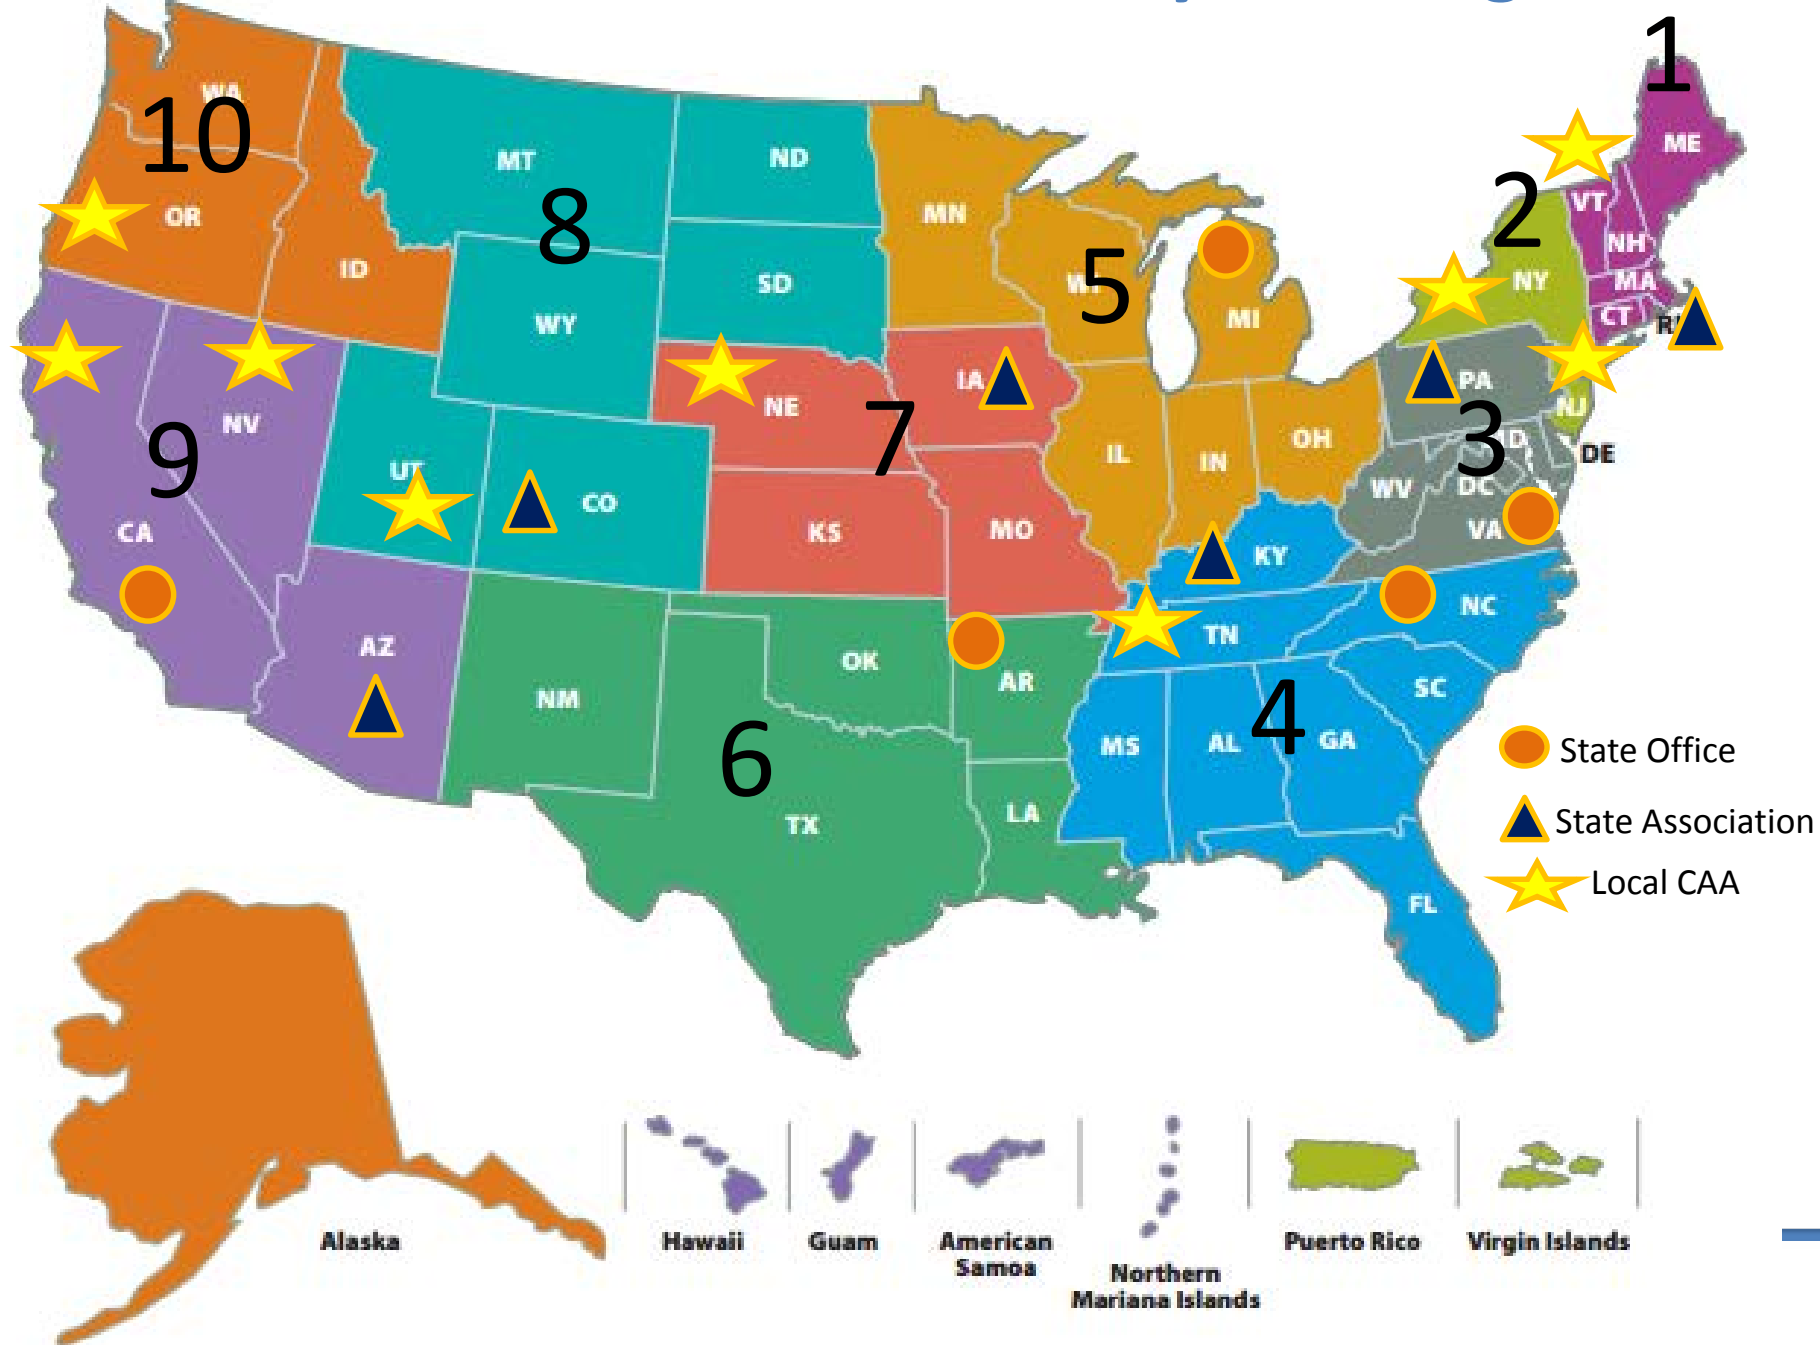 1
WA
10
ME
MT
ND
8
2
VT
OR
MN
NH
ID
SD
5
NY
MA
WY
MI
CT
IA
PA
NE
7
3
NJ
NV
9
OH
DE
IL
IN
UT
WV
DC
CO
KS
MO
VA
CA
KY
NC
TN
AZ
OK
AR
SC
NM
6
4
MS
AL
GA
State Office
TX
LA
State Association
Local CAA
FL
Alaska
Hawaii
Guam
American
Samoa
Northern
Mariana Islands
Puerto Rico
Virgin Islands